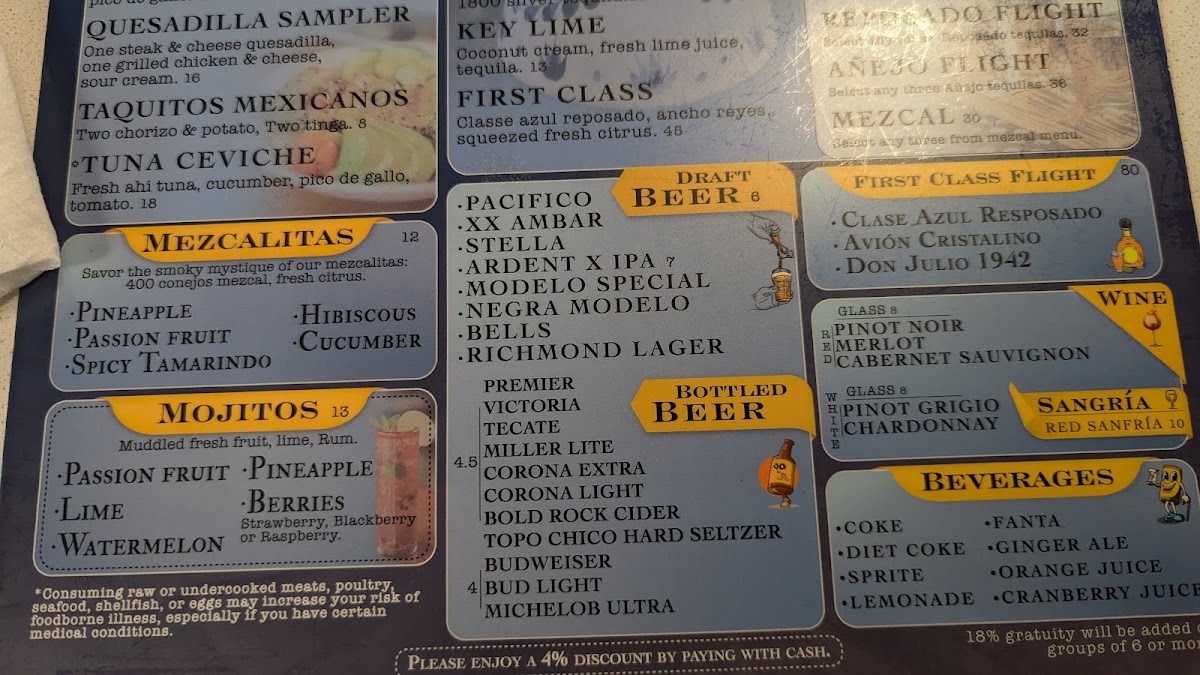 QUESADILLA SAMPLER
One steak & cheese quesadilla,
one grilled chicken & cheese,
sour cream. 16
TAQUITOS MEXICANOS
Two chorizo & potato, Two tinga. 8
*TUNA CEVICHE
Fresh ahi tuna, cucumber, pico de gallo,
tomato. 18
MEZCALITAS 12
Savor the smoky mystique of our mezcalitas:
400 conejos mezcal, fresh citrus.
·PINEAPPLE
·PASSION FRUIT
·SPICY TAMARINDO
·HIBISCOUS
·CUCUMBER
MOJITOS 13
Muddled fresh fruit, lime, Rum.
·PASSION FRUIT
·LIME
·WATERMELON
·PINEAPPLE
·BERRIES
Strawberry, Blackberry
or Raspberry.
*Consuming raw or undercooked meats, poultry,
seafood, shellfish, or eggs may increase your risk of
foodborne illness, especially if you have certain
medical conditions.
KEY LIME
Coconut cream, fresh lime juice,
tequila. 13
FIRST CLASS
Classe azul reposado, ancho reyes,
squeezed fresh citrus. 45
DRAFT
BEER 6
·PACIFICO
·XX AMBAR
·STELLA
·ARDENT X IPA 7
·MODELO SPECIAL
·NEGRA MODELO
·BELLS
·RICHMOND LAGER
BOTTLED
BEER
4.5
PREMIER
VICTORIA
TECATE
MILLER LITE
CORONA EXTRA
CORONA LIGHT
BOLD ROCK CIDER
TOPO CHICO HARD SELTZER
4
BUDWEISER
BUD LIGHT
MICHELOB ULTRA
PLEASE ENJOY A 4% DISCOUNT BY PAYING WITH CASH.
REPOSADO FLIGHT
Select any three Reposado tequilas. 32
AÑEJO FLIGHT
Select any three Añejo tequilas. 36
MEZCAL 30
Select any three from mezcal menu.
FIRST CLASS FLIGHT 80
·CLASE AZUL RESPOSADO
·AVIÓN CRISTALINO
·DON JULIO 1942
WINE
GLASS 8
RED
PINOT NOIR
MERLOT
CABERNET SAUVIGNON
GLASS 8
WHITE
PINOT GRIGIO
CHARDONNAY
SANGRÍA
RED SANFRÍA 10
BEVERAGES
·COKE
·DIET COKE
·SPRITE
·LEMONADE
·FANTA
·GINGER ALE
·ORANGE JUICE
·CRANBERRY JUICE
18% gratuity will be added
groups of 6 or